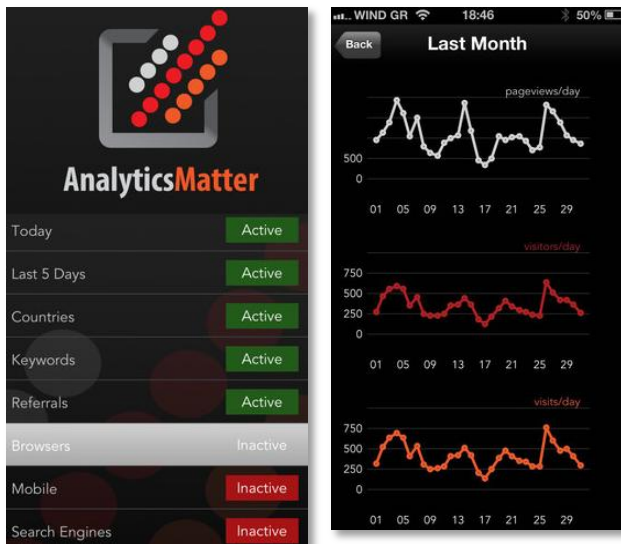 AnalyticsMatter
Today Active
Last 5 Days Active
Countries Active
Keywords Active
Referrals Active
Browsers Inactive
Mobile Inactive
Search Engines Inactive
WIND GR 18:46 50%
Back Last Month
pageviews/day
500
0
01 05 09 13 17 21 25 29
visitors/day
750
500
250
0
01 05 09 13 17 21 25 29
visits/day
750
500
250
0
01 05 09 13 17 21 25 29